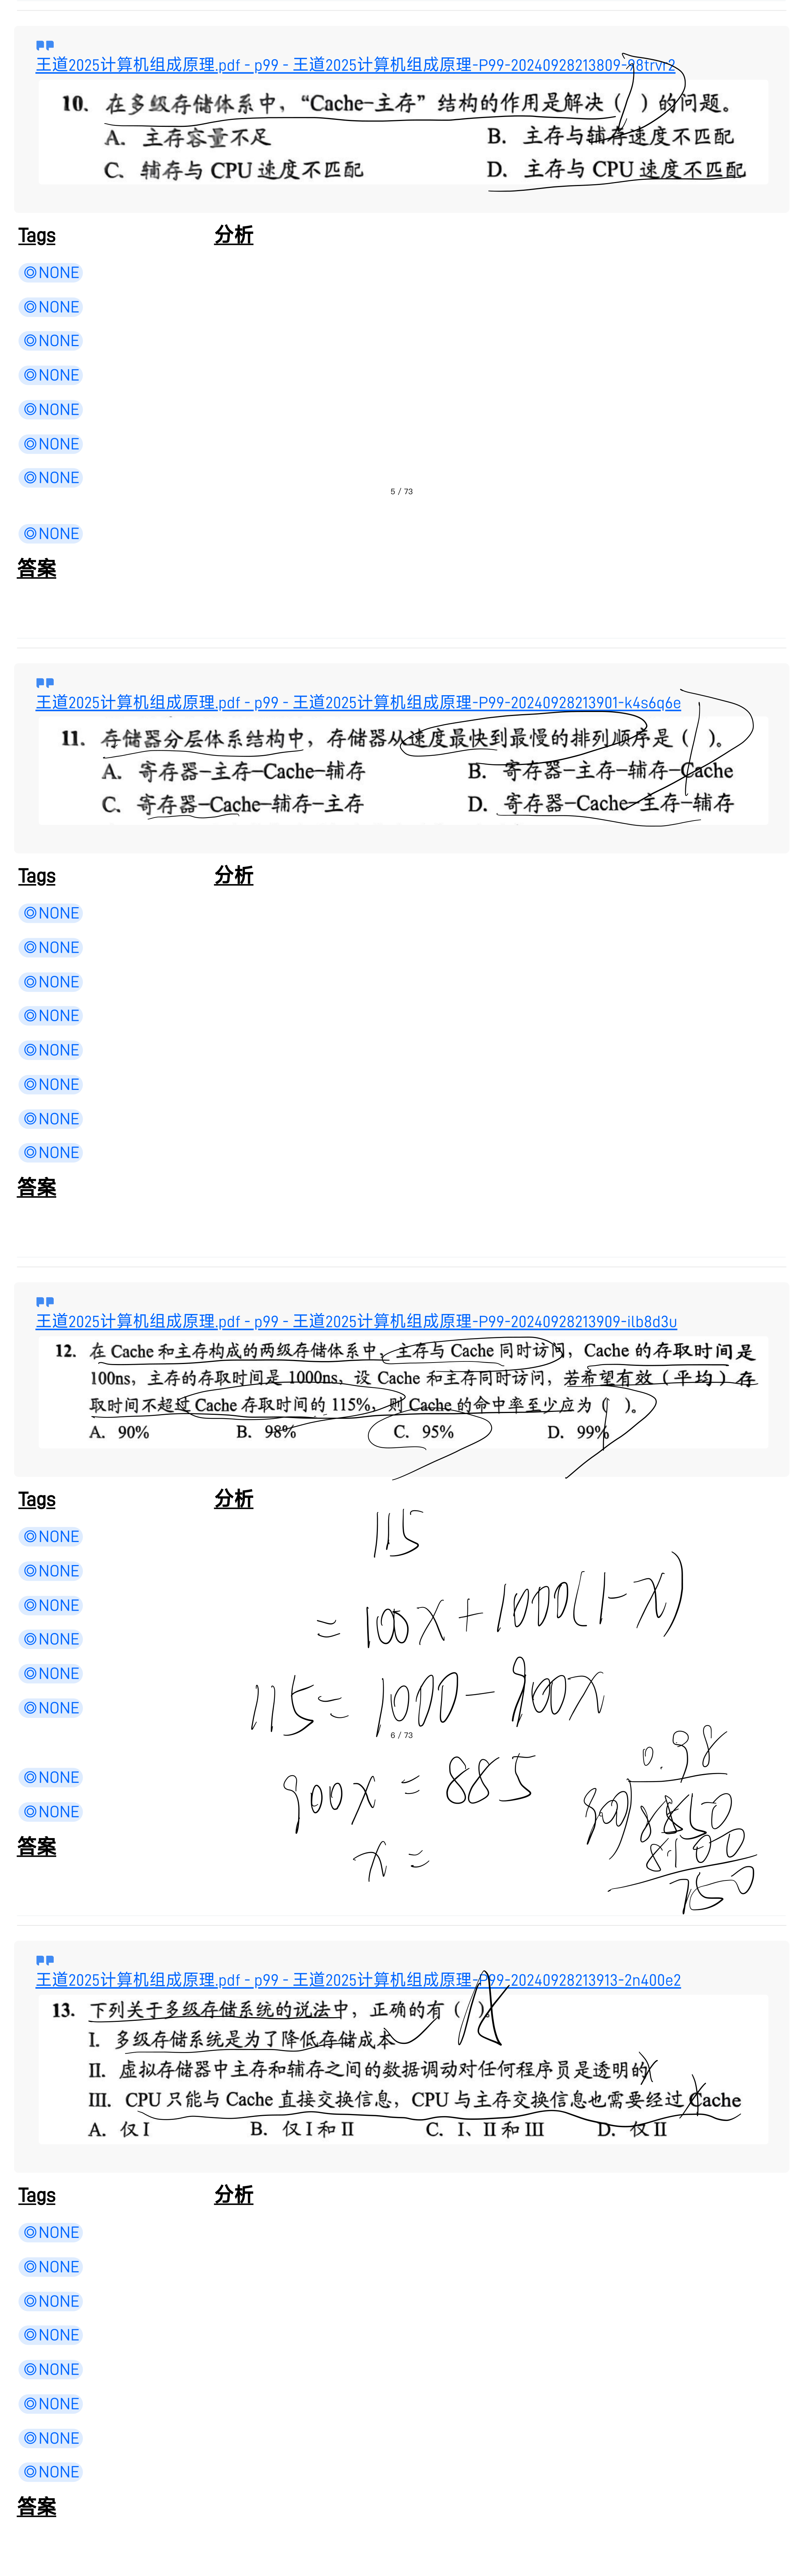 王道2025计算机组成原理.pdf - p99 - 王道2025计算机组成原理-P99-20240928213809-98trvr2
10. 在多级存储体系中，“Cache-主存”结构的作用是解决（ ）的问题。
D
A. 主存容量不足 B. 主存与辅存速度不匹配
C. 辅存与 CPU 速度不匹配 D. 主存与 CPU 速度不匹配
Tags 分析
◎NONE
◎NONE
◎NONE
◎NONE
◎NONE
◎NONE
◎NONE
5 / 73
◎NONE
答案
王道2025计算机组成原理.pdf - p99 - 王道2025计算机组成原理-P99-20240928213901-k4s6q6e
11. 存储器分层体系结构中，存储器从速度最快到最慢的排列顺序是（ ）。
D
A. 寄存器-主存-Cache-辅存 B. 寄存器-主存-辅存-Cache
C. 寄存器-Cache-辅存-主存 D. 寄存器-Cache-主存-辅存
Tags 分析
◎NONE
◎NONE
◎NONE
◎NONE
◎NONE
◎NONE
◎NONE
◎NONE
答案
王道2025计算机组成原理.pdf - p99 - 王道2025计算机组成原理-P99-20240928213909-ilb8d3u
12. 在 Cache 和主存构成的两级存储体系中，主存与 Cache 同时访问，Cache 的存取时间是
100ns，主存的存取时间是 1000ns，设 Cache 和主存同时访问，若希望有效（平均）存
取时间不超过 Cache 存取时间的 115%，则 Cache 的命中率至少应为（ ）。
D
A. 90% B. 98% C. 95% D. 99%
Tags 分析
115
= 100x + 1000(1-x)
115 = 1000 - 900x
900x = 885
x =
0.98
900
8850
8100
750
◎NONE
◎NONE
◎NONE
◎NONE
◎NONE
◎NONE
6 / 73
◎NONE
◎NONE
答案
王道2025计算机组成原理.pdf - p99 - 王道2025计算机组成原理-P99-20240928213913-2n400e2
13. 下列关于多级存储系统的说法中，正确的有（ ）。
A
I. 多级存储系统是为了降低存储成本
II. 虚拟存储器中主存和辅存之间的数据调动对任何程序员是透明的
III. CPU 只能与 Cache 直接交换信息，CPU 与主存交换信息也需要经过 Cache
A. 仅 I B. 仅 I 和 II C. I、II 和 III D. 仅 II
Tags 分析
◎NONE
◎NONE
◎NONE
◎NONE
◎NONE
◎NONE
◎NONE
◎NONE
答案